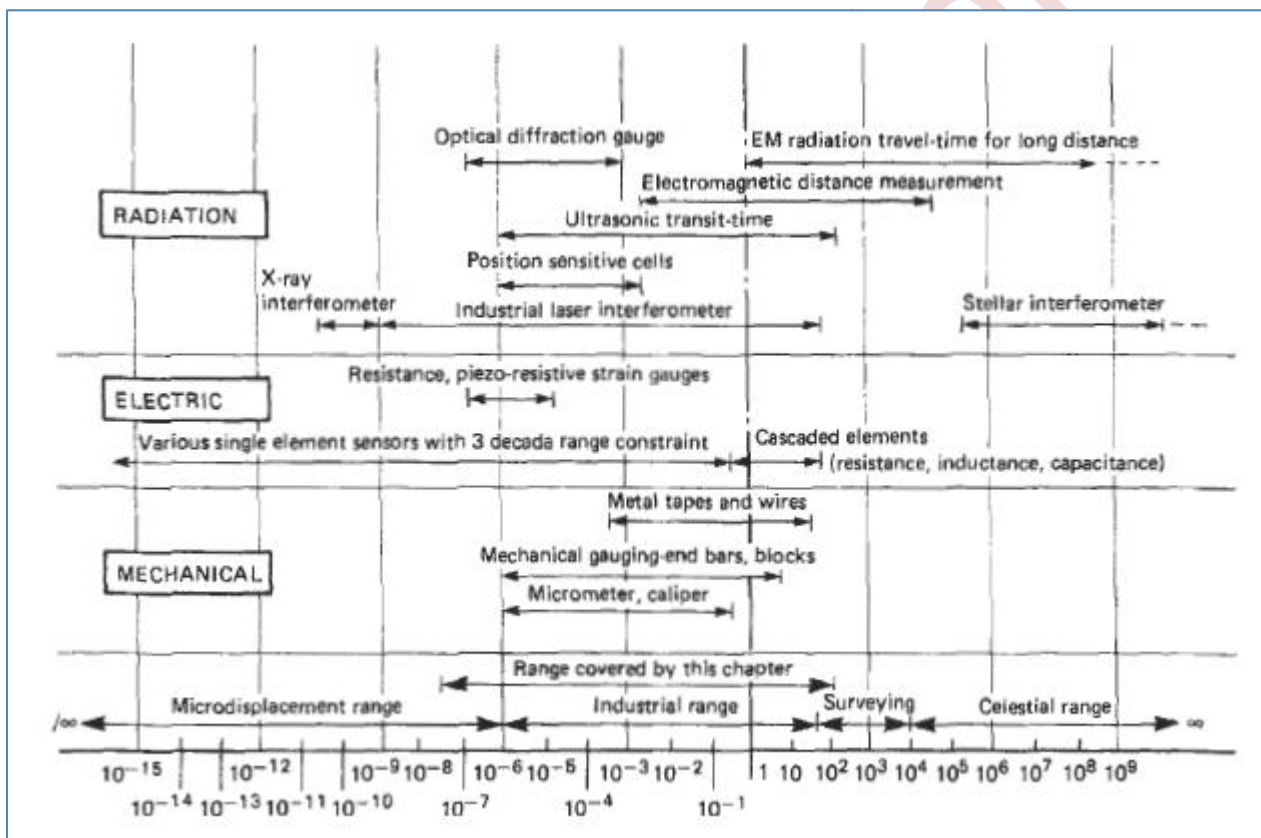 Optical diffraction gauge
EM radiation travel-time for long distance
Electromagnetic distance measurement
RADIATION
Ultrasonic transit-time
Position sensitive cells
X-ray
interferometer
Industrial laser interferometer
Stellar interferometer
Resistance, piezo-resistive strain gauges
ELECTRIC
Various single element sensors with 3 decada range constraint
Cascaded elements
(resistance, inductance, capacitance)
Metal tapes and wires
Mechanical gauging-end bars, blocks
MECHANICAL
Micrometer, caliper
Range covered by this chapter
/∞ Microdisplacement range Industrial range Surveying Celestial range ∞
10⁻¹⁵ 10⁻¹² 10⁻⁹ 10⁻⁸ 10⁻⁶ 10⁻⁵ 10⁻³ 10⁻² 1 10 10² 10³ 10⁴ 10⁵ 10⁶ 10⁷ 10⁸ 10⁹
10⁻¹⁴ 10⁻¹³ 10⁻¹¹ 10⁻¹⁰ 10⁻⁷ 10⁻⁴ 10⁻¹